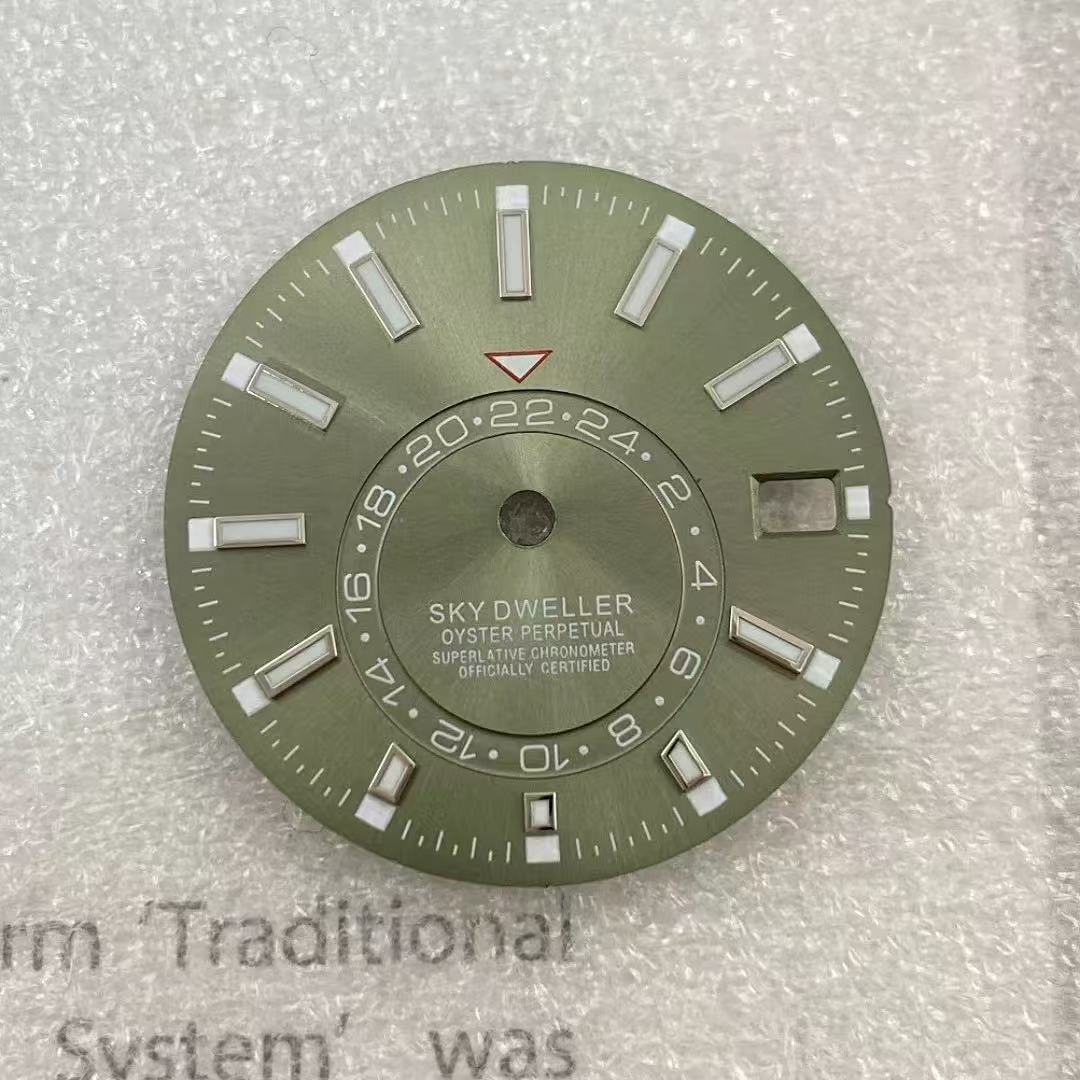 22 · 24 · 2 · 4 · 6 · 8 · 10 · 12 · 14 · 16 · 18 · 20 ·
SKY DWELLER
OYSTER PERPETUAL
SUPERLATIVE CHRONOMETER
OFFICIALLY CERTIFIED
rm 'Traditional
System' was